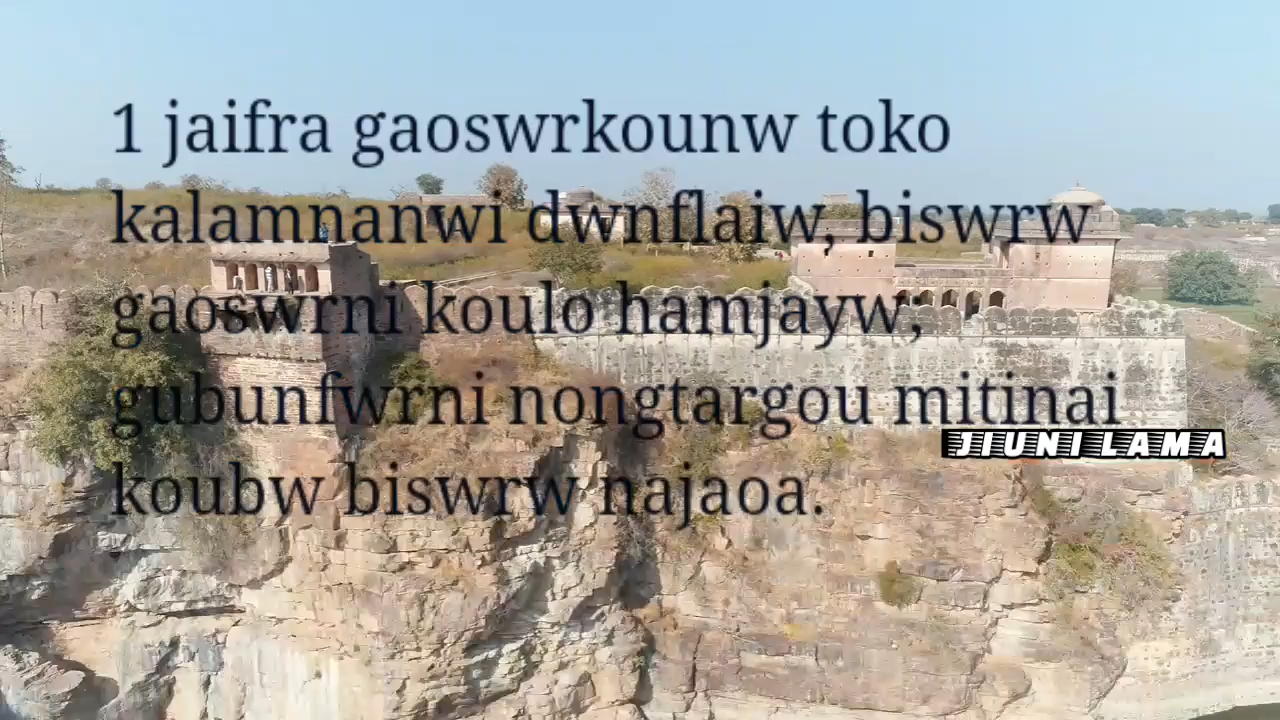 1 jaifra gaoswrkounw toko
kalamnanwi dwnflaiw, biswrw
gaoswrni koulo hamjayw;
gubunfwrni nongtargou mitinai
koubw biswrw najaoa.
JIUNI LAMA